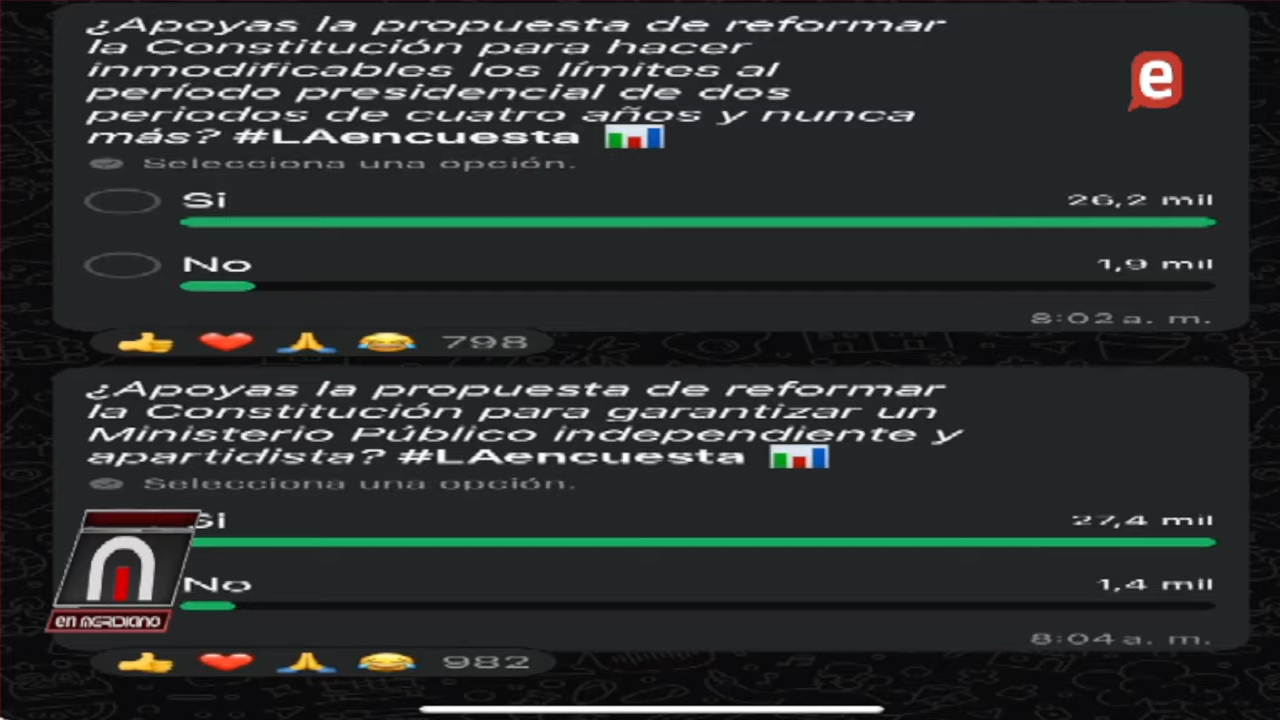 ¿Apoyas la propuesta de reformar
la Constitución para hacer
inmodificables los límites al
período presidencial de dos
periodos de cuatro años y nunca
más? #LAencuesta
e
Selecciona una opción.
Si 26,2 mil
No 1,9 mil
8:02 a. m.
798
¿Apoyas la propuesta de reformar
la Constitución para garantizar un
Ministerio Público independiente y
apartidista? #LAencuesta
Selecciona una opción.
Si 27,4 mil
No 1,4 mil
en MERDIANO
8:04 a. m.
982